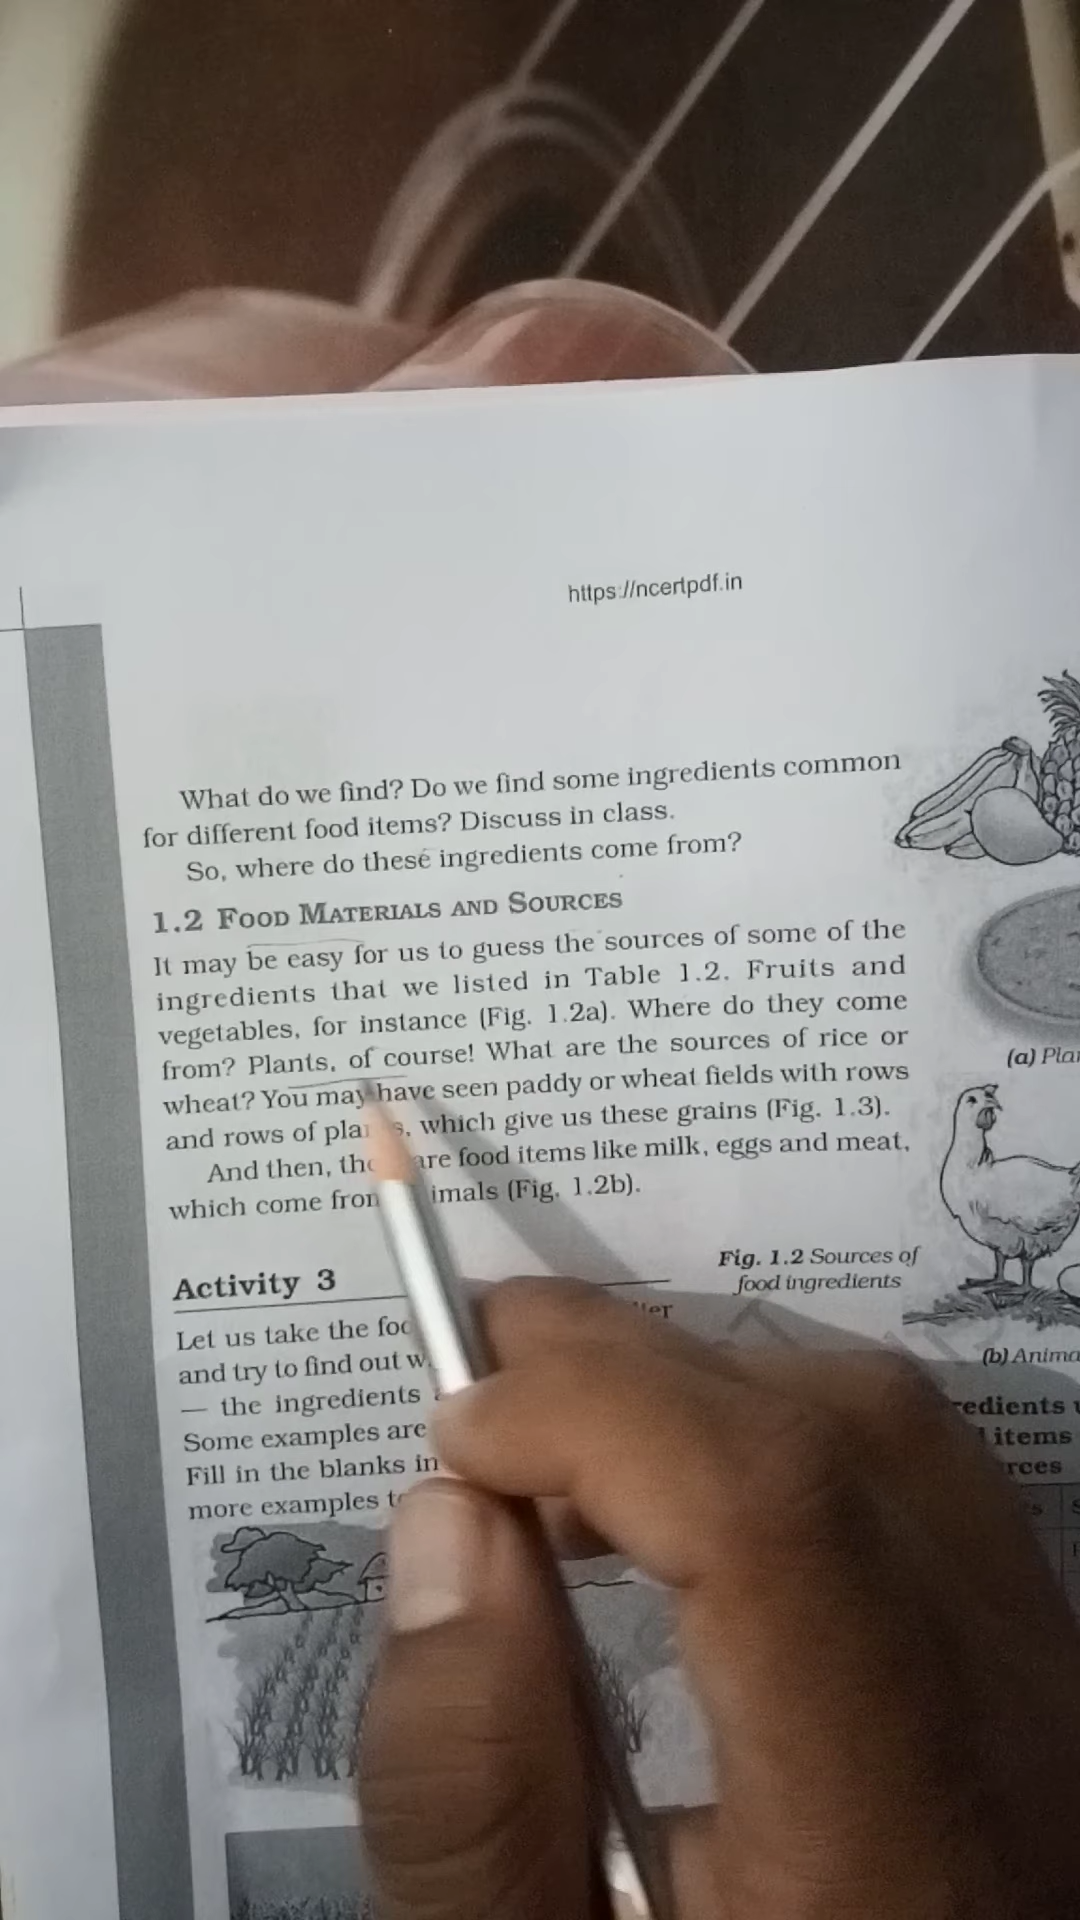 https://ncertpdf.in
What do we find? Do we find some ingredients common
for different food items? Discuss in class.
So, where do these ingredients come from?
1.2 FOOD MATERIALS AND SOURCES
It may be easy for us to guess the sources of some of the
ingredients that we listed in Table 1.2. Fruits and
vegetables, for instance (Fig. 1.2a). Where do they come
from? Plants, of course! What are the sources of rice or
wheat? You may have seen paddy or wheat fields with rows
and rows of pla s, which give us these grains (Fig. 1.3).
And then, the are food items like milk, eggs and meat,
which come from imals (Fig. 1.2b).
(a) Pla
Fig. 1.2 Sources of
food ingredients
(b) Anima
Activity 3
Let us take the foo
and try to find out w
— the ingredients
Some examples are
Fill in the blanks in
more examples t
redients u
items
rces